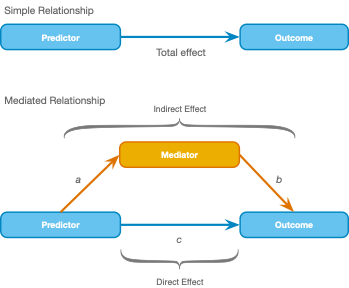 Simple Relationship
Predictor
Outcome
Total effect
Mediated Relationship
Indirect Effect
Mediator
a
b
Predictor
Outcome
c
Direct Effect